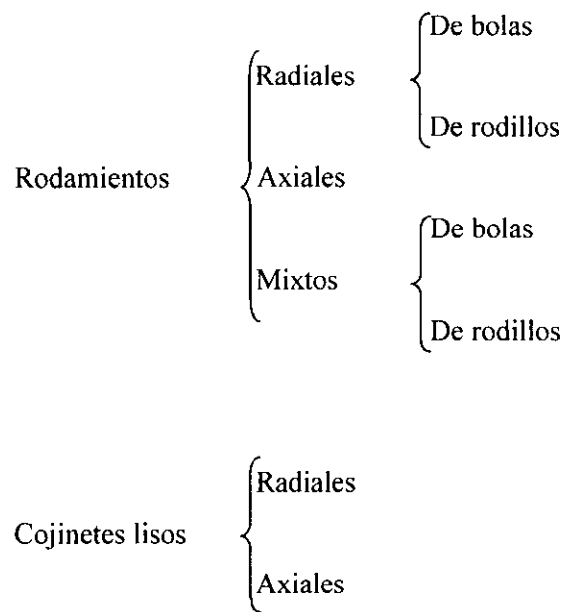 De bolas
Radiales
De rodillos
Rodamientos
Axiales
De bolas
Mixtos
De rodillos
Radiales
Cojinetes lisos
Axiales